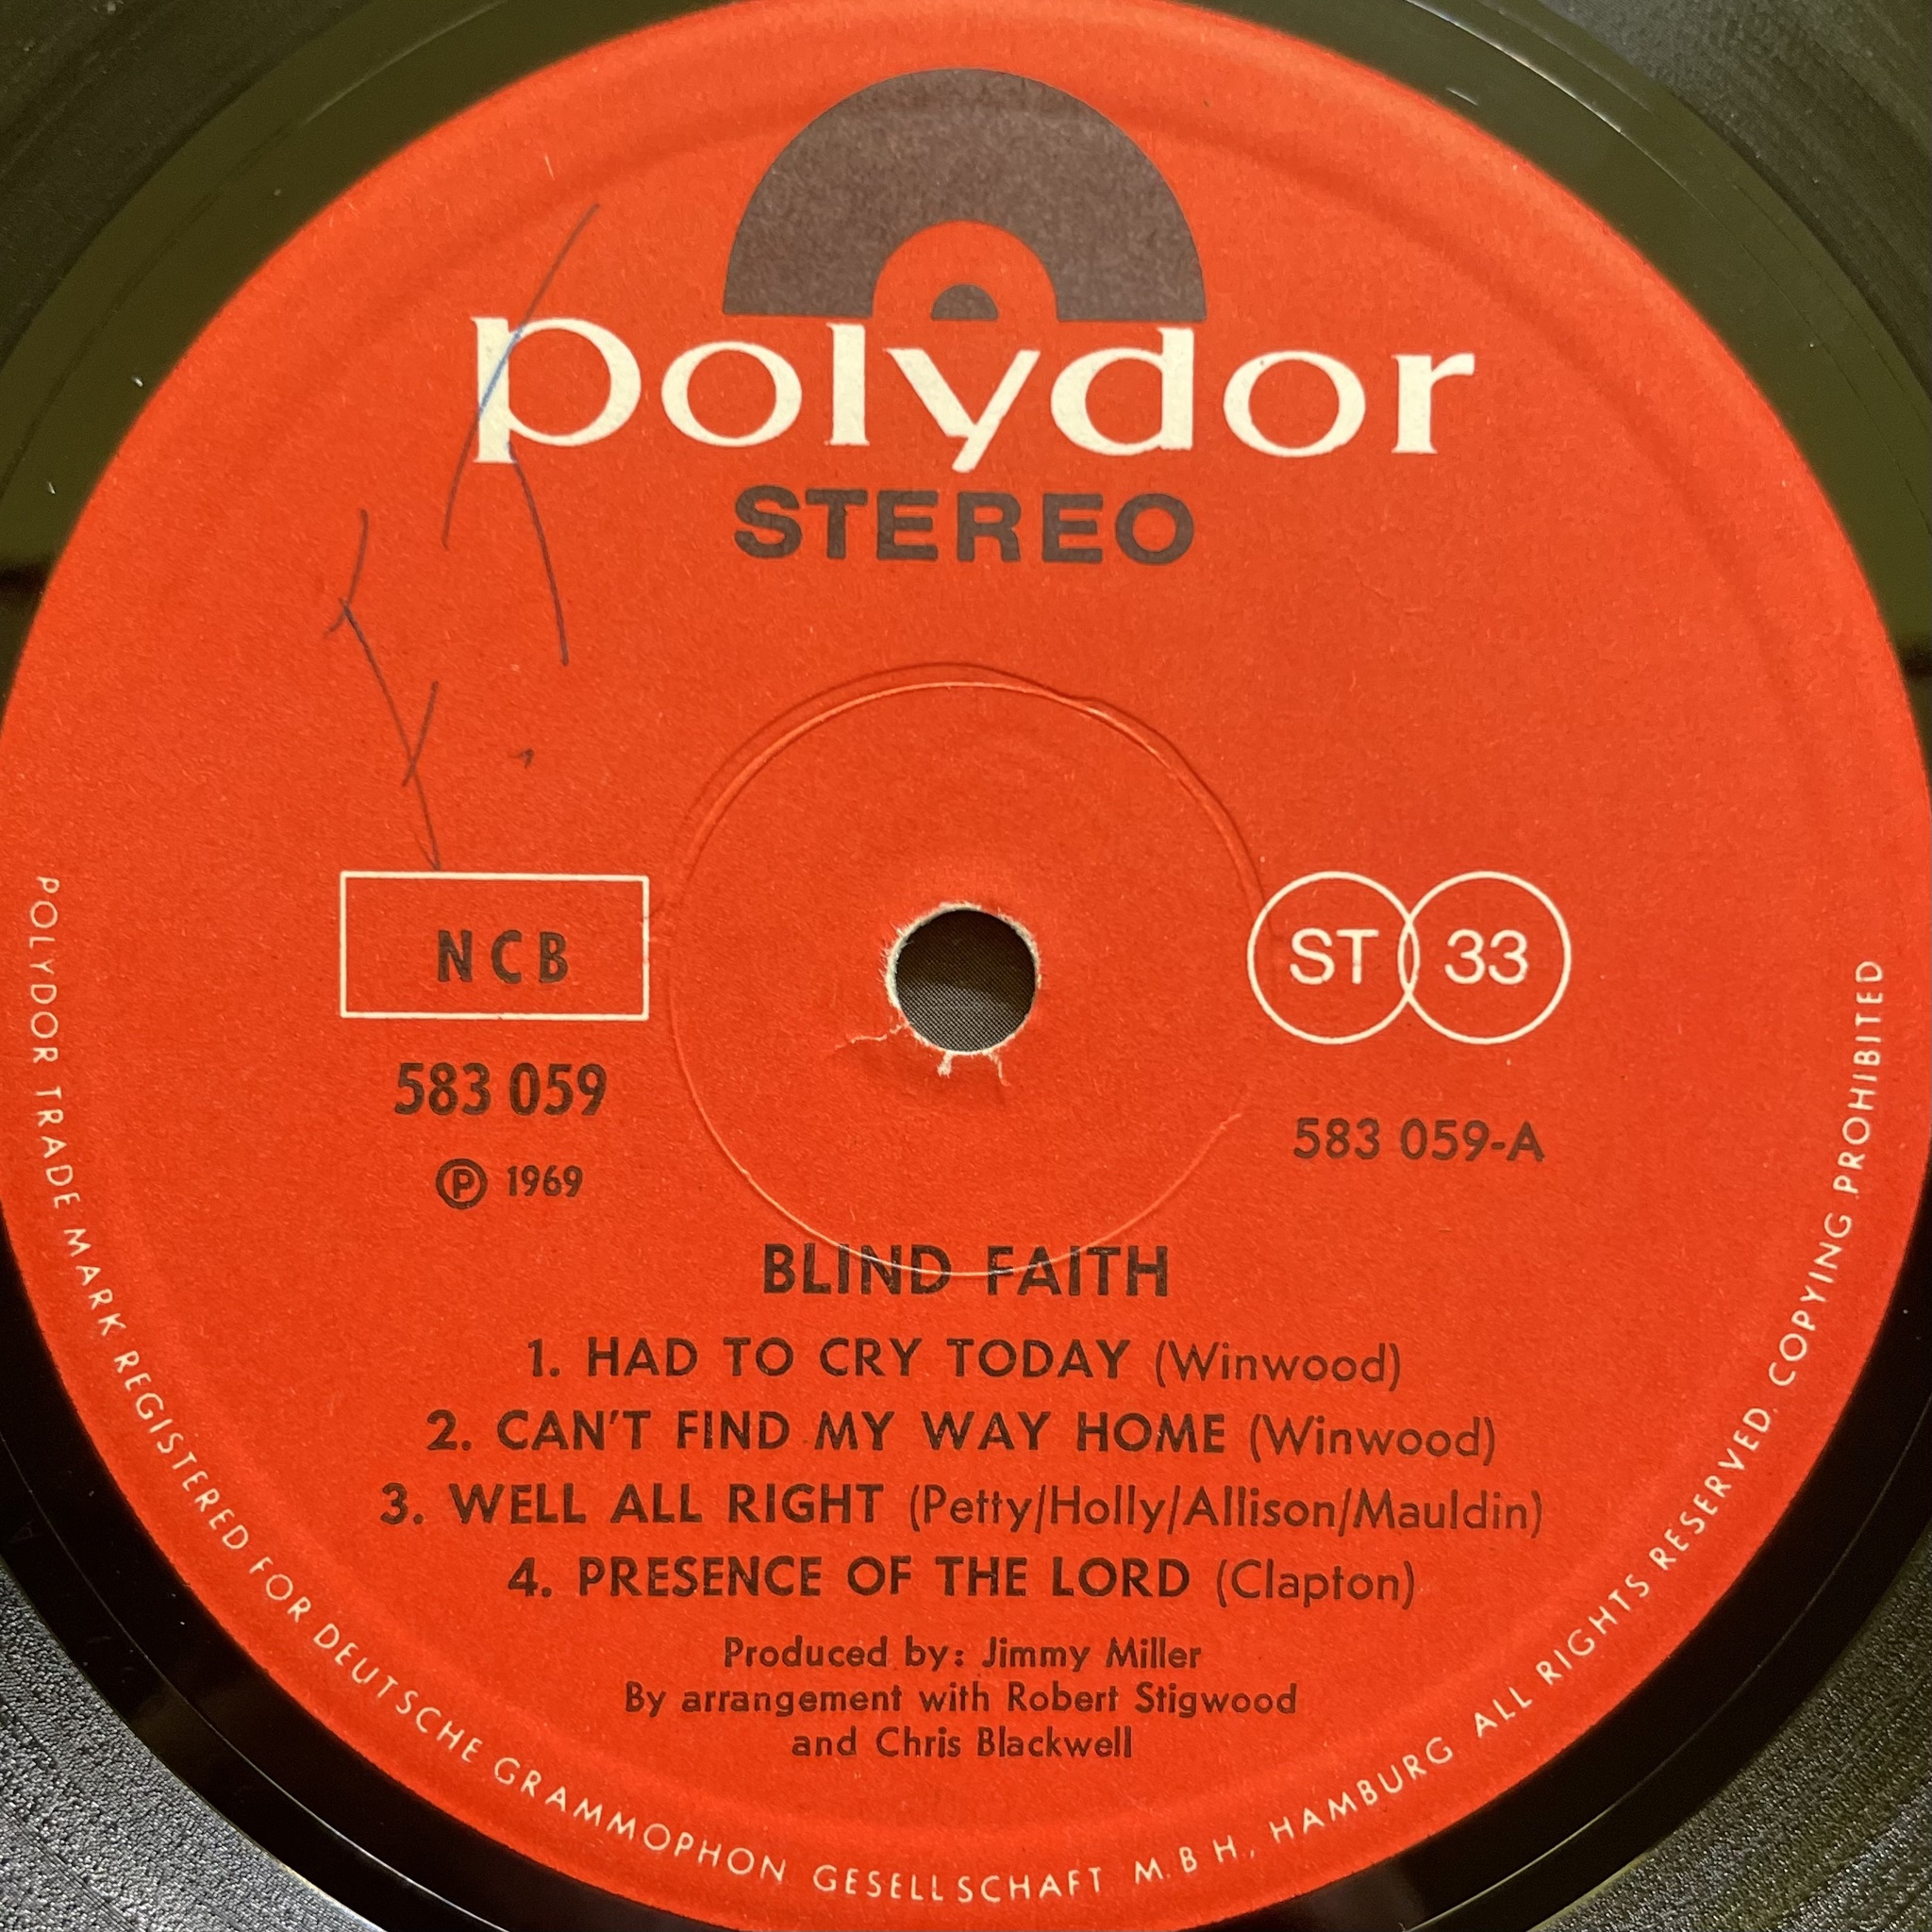 polydor
STEREO
NCB
ST 33
583 059
583 059-A
℗ 1969
BLIND FAITH
1. HAD TO CRY TODAY (Winwood)
2. CAN'T FIND MY WAY HOME (Winwood)
3. WELL ALL RIGHT (Petty/Holly/Allison/Mauldin)
4. PRESENCE OF THE LORD (Clapton)
Produced by: Jimmy Miller
By arrangement with Robert Stigwood
and Chris Blackwell
POLYDOR TRADE MARK REGISTERED FOR DEUTSCHE GRAMMOPHON GESELLSCHAFT M.B H., HAMBURG ALL RIGHTS RESERVED. COPYING PROHIBITED